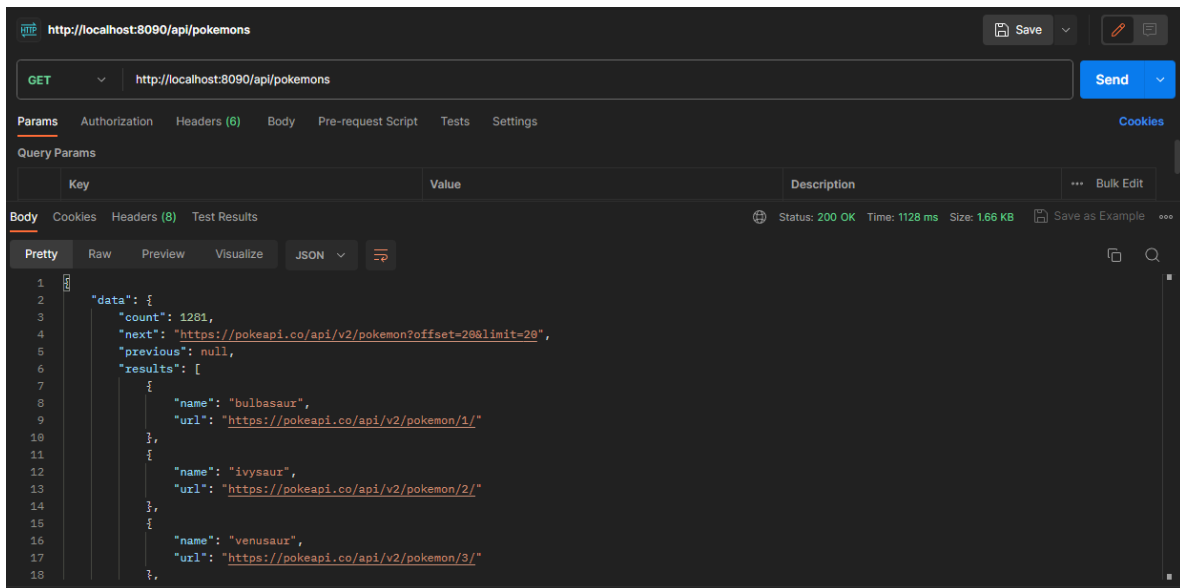 HTTP http://localhost:8090/api/pokemons Save
GET http://localhost:8090/api/pokemons Send
Params Authorization Headers (6) Body Pre-request Script Tests Settings Cookies
Query Params
Key Value Description ••• Bulk Edit
Body Cookies Headers (8) Test Results Status: 200 OK Time: 1128 ms Size: 1.66 KB Save as Example
Pretty Raw Preview Visualize JSON
1 {
2 "data": {
3 "count": 1281,
4 "next": "https://pokeapi.co/api/v2/pokemon?offset=20&limit=20",
5 "previous": null,
6 "results": [
7 {
8 "name": "bulbasaur",
9 "url": "https://pokeapi.co/api/v2/pokemon/1/"
10 },
11 {
12 "name": "ivysaur",
13 "url": "https://pokeapi.co/api/v2/pokemon/2/"
14 },
15 {
16 "name": "venusaur",
17 "url": "https://pokeapi.co/api/v2/pokemon/3/"
18 },